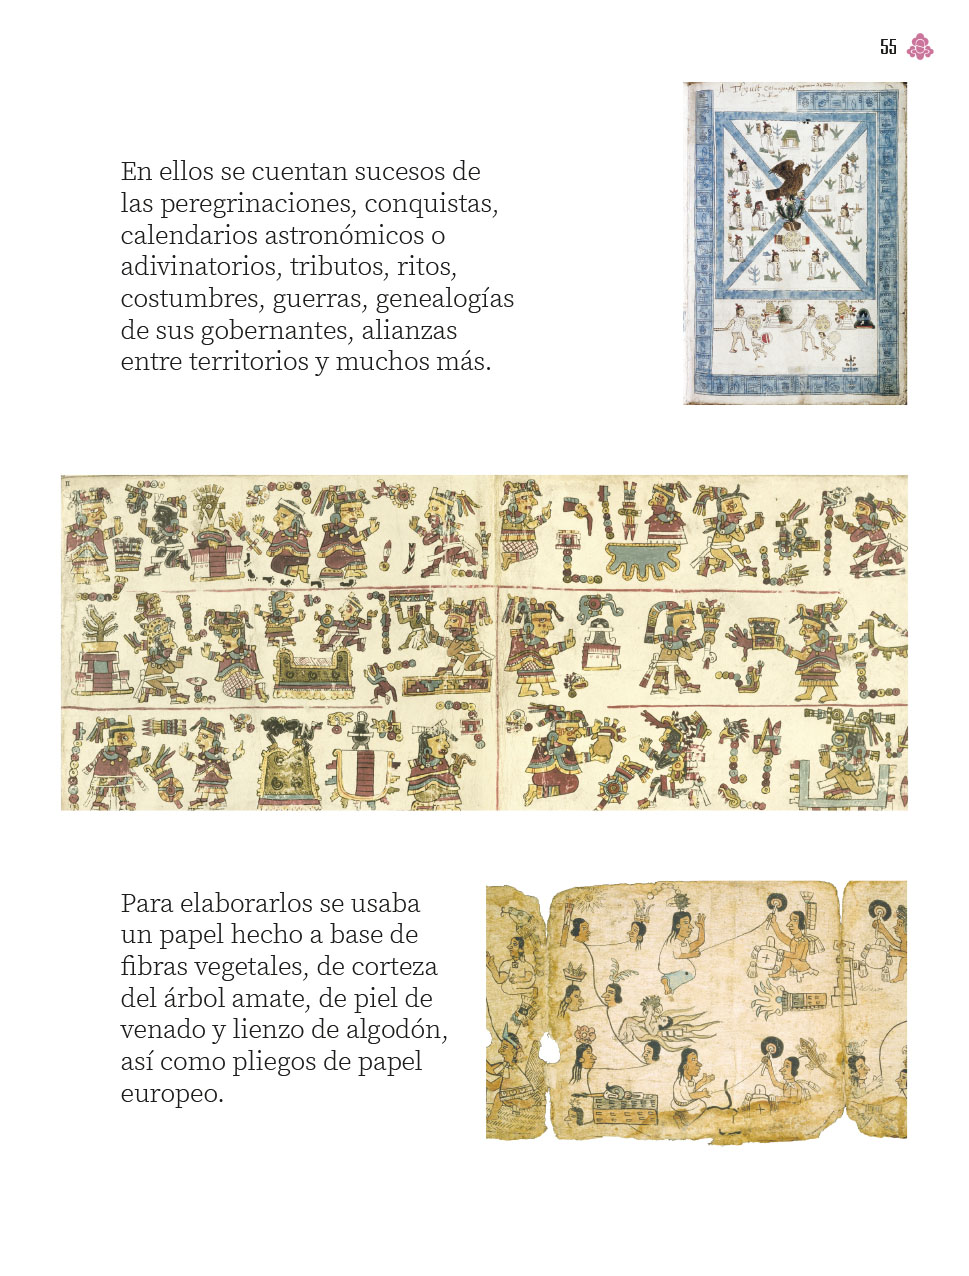 55
En ellos se cuentan sucesos de
las peregrinaciones, conquistas,
calendarios astronómicos o
adivinatorios, tributos, ritos,
costumbres, guerras, genealogías
de sus gobernantes, alianzas
entre territorios y muchos más.
Para elaborarlos se usaba
un papel hecho a base de
fibras vegetales, de corteza
del árbol amate, de piel de
venado y lienzo de algodón,
así como pliegos de papel
europeo.